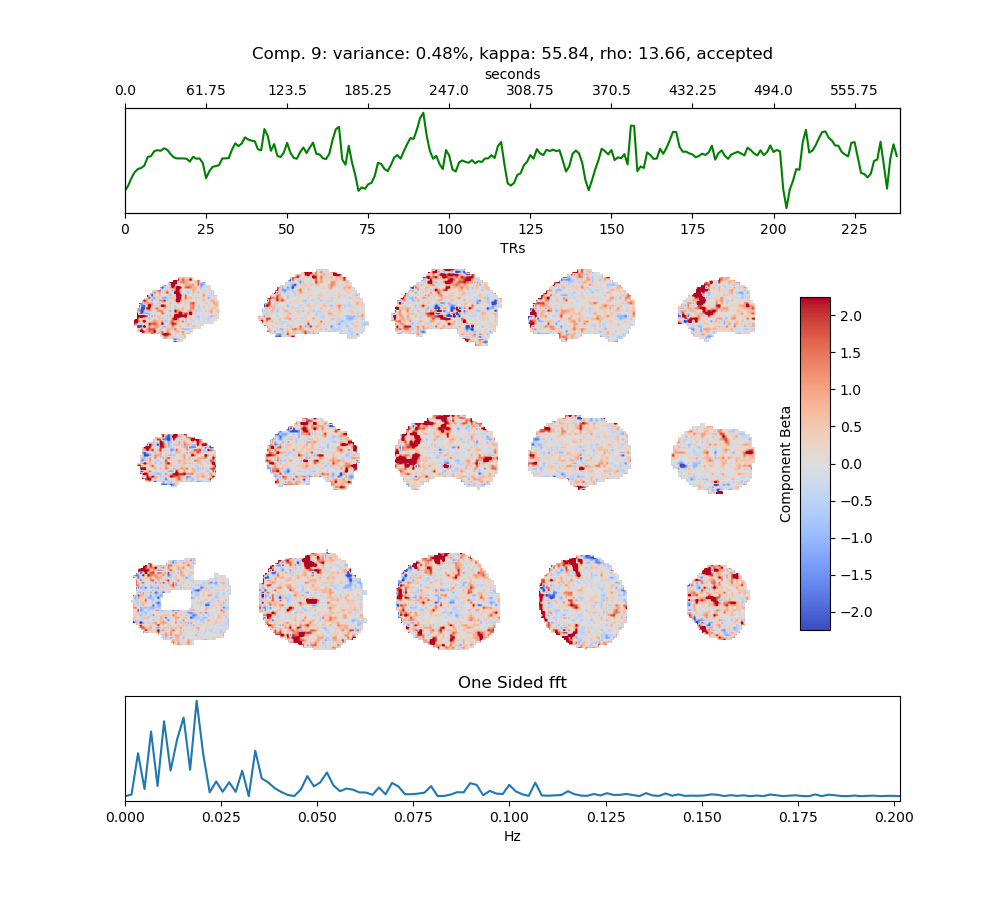 Comp. 9: variance: 0.48%, kappa: 55.84, rho: 13.66, accepted
seconds
0.0 61.75 123.5 185.25 247.0 308.75 370.5 432.25 494.0 555.75
0 25 50 75 100 125 150 175 200 225
TRs
2.0
1.5
1.0
0.5
0.0
−0.5
−1.0
−1.5
−2.0
Component Beta
One Sided fft
0.000 0.025 0.050 0.075 0.100 0.125 0.150 0.175 0.200
Hz